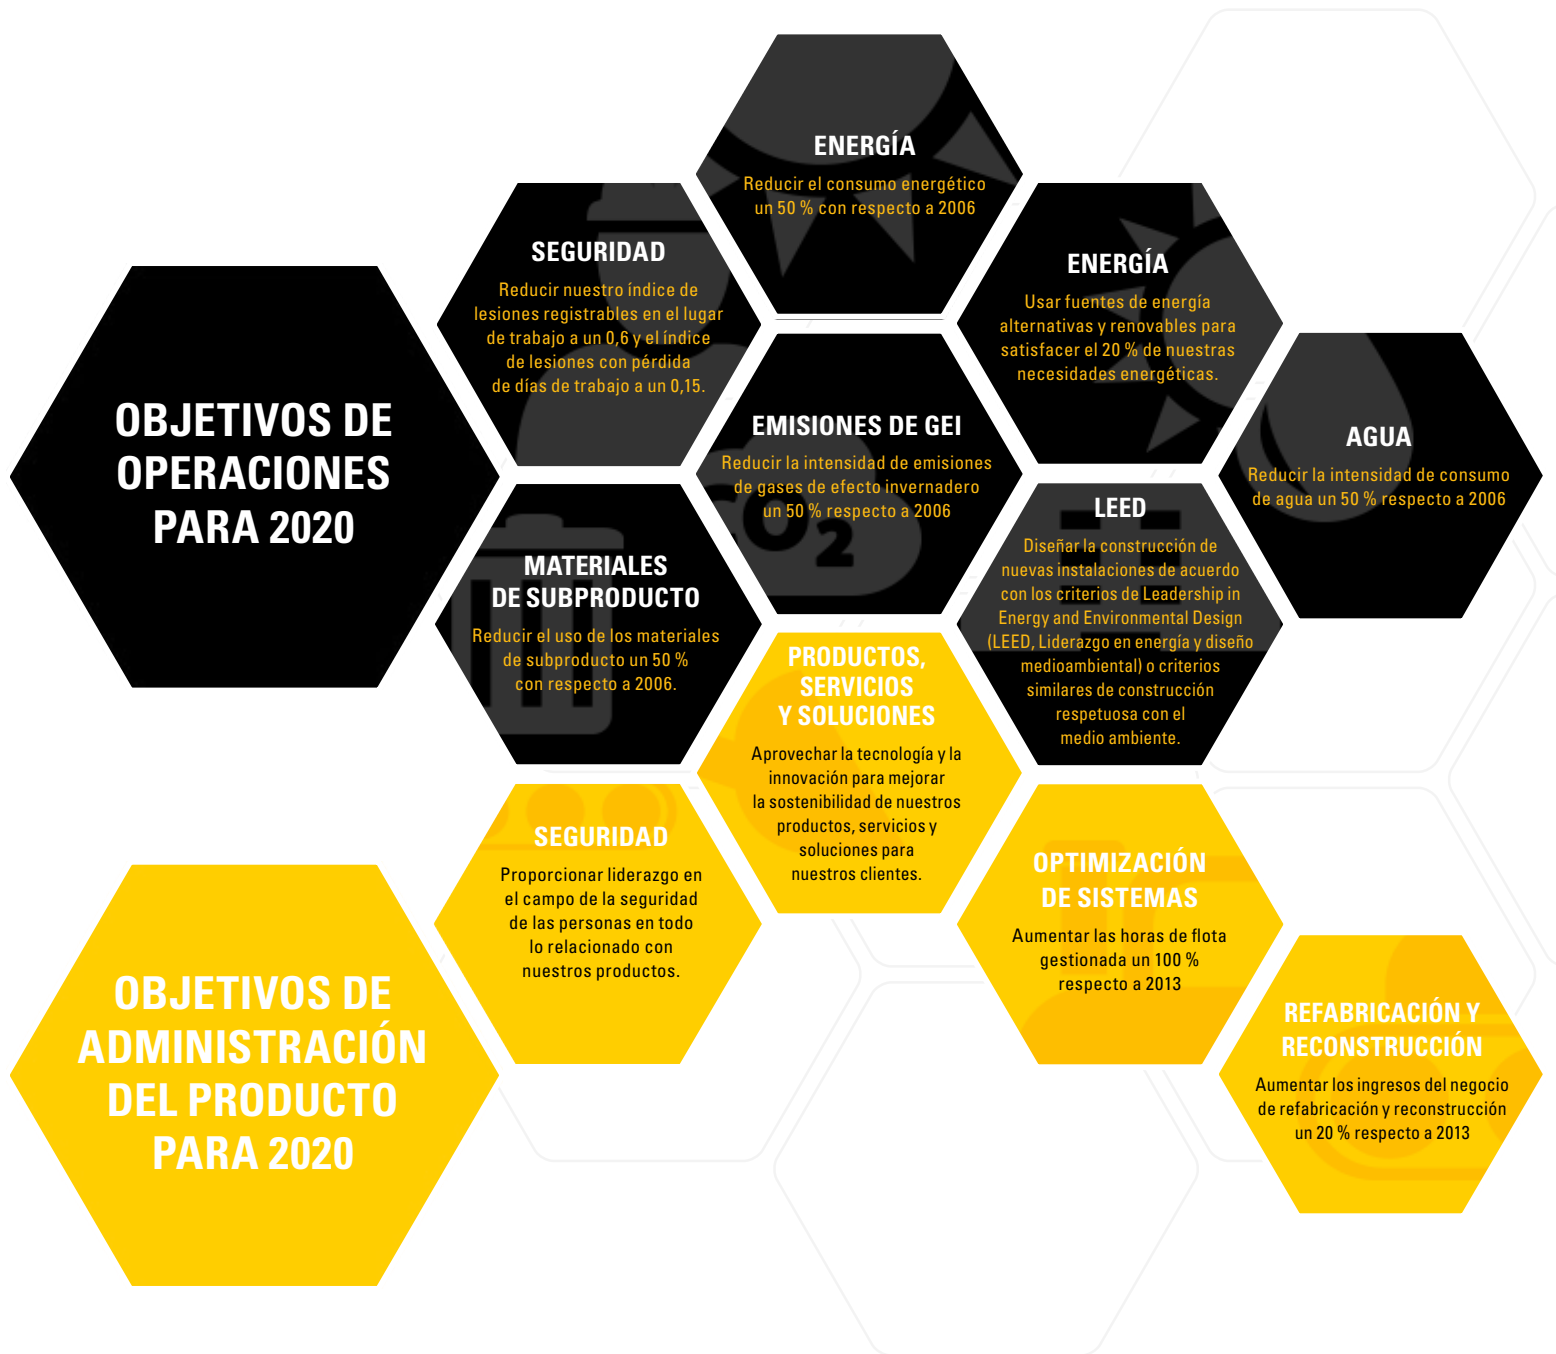 OBJETIVOS DE
OPERACIONES
PARA 2020
SEGURIDAD
Reducir nuestro índice de
lesiones registrables en el lugar
de trabajo a un 0,6 y el índice
de lesiones con pérdida
de días de trabajo a un 0,15.
ENERGÍA
Reducir el consumo energético
un 50 % con respecto a 2006
ENERGÍA
Usar fuentes de energía
alternativas y renovables para
satisfacer el 20 % de nuestras
necesidades energéticas.
EMISIONES DE GEI
Reducir la intensidad de emisiones
de gases de efecto invernadero
un 50 % respecto a 2006
CO2
AGUA
Reducir la intensidad de consumo
de agua un 50 % respecto a 2006
MATERIALES
DE SUBPRODUCTO
Reducir el uso de los materiales
de subproducto un 50 %
con respecto a 2006.
LEED
Diseñar la construcción de
nuevas instalaciones de acuerdo
con los criterios de Leadership in
Energy and Environmental Design
(LEED, Liderazgo en energía y diseño
medioambiental) o criterios
similares de construcción
respetuosa con el
medio ambiente.
OBJETIVOS DE
ADMINISTRACIÓN
DEL PRODUCTO
PARA 2020
SEGURIDAD
Proporcionar liderazgo en
el campo de la seguridad
de las personas en todo
lo relacionado con
nuestros productos.
PRODUCTOS,
SERVICIOS
Y SOLUCIONES
Aprovechar la tecnología y la
innovación para mejorar
la sostenibilidad de nuestros
productos, servicios y
soluciones para
nuestros clientes.
OPTIMIZACIÓN
DE SISTEMAS
Aumentar las horas de flota
gestionada un 100 %
respecto a 2013
REFABRICACIÓN Y
RECONSTRUCCIÓN
Aumentar los ingresos del negocio
de refabricación y reconstrucción
un 20 % respecto a 2013